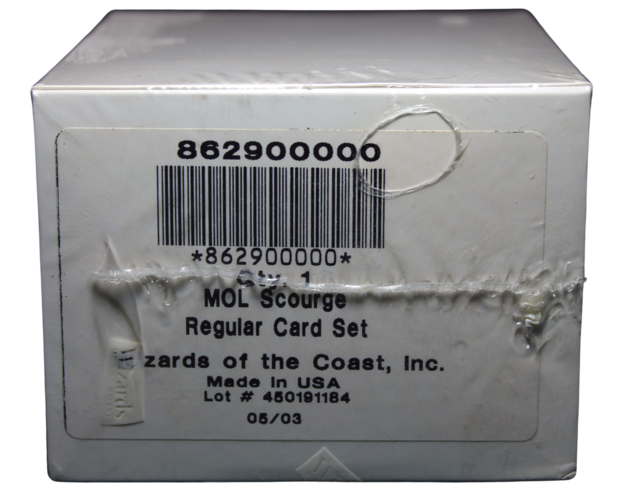 862900000
*862900000*
Qty. 1
MOL Scourge
Regular Card Set
zards of the Coast, Inc.
Made in USA
Lot # 450191184
05/03